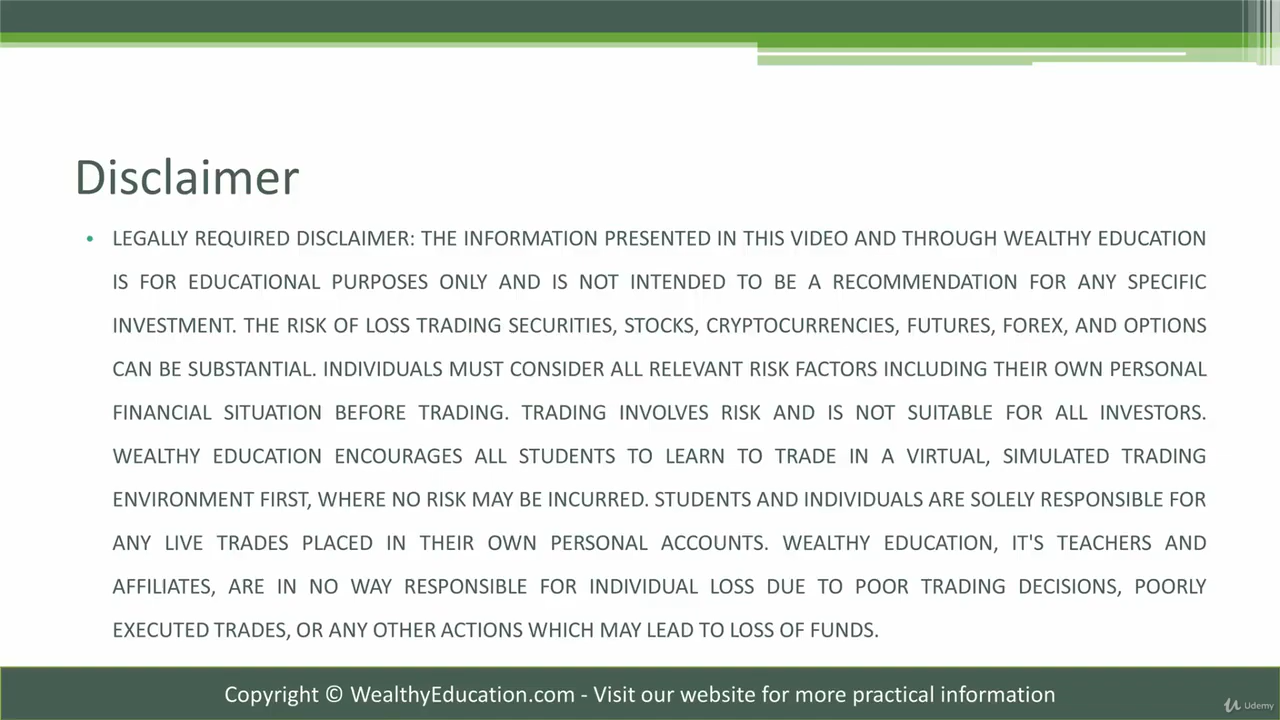 Disclaimer
• LEGALLY REQUIRED DISCLAIMER: THE INFORMATION PRESENTED IN THIS VIDEO AND THROUGH WEALTHY EDUCATION
IS FOR EDUCATIONAL PURPOSES ONLY AND IS NOT INTENDED TO BE A RECOMMENDATION FOR ANY SPECIFIC
INVESTMENT. THE RISK OF LOSS TRADING SECURITIES, STOCKS, CRYPTOCURRENCIES, FUTURES, FOREX, AND OPTIONS
CAN BE SUBSTANTIAL. INDIVIDUALS MUST CONSIDER ALL RELEVANT RISK FACTORS INCLUDING THEIR OWN PERSONAL
FINANCIAL SITUATION BEFORE TRADING. TRADING INVOLVES RISK AND IS NOT SUITABLE FOR ALL INVESTORS.
WEALTHY EDUCATION ENCOURAGES ALL STUDENTS TO LEARN TO TRADE IN A VIRTUAL, SIMULATED TRADING
ENVIRONMENT FIRST, WHERE NO RISK MAY BE INCURRED. STUDENTS AND INDIVIDUALS ARE SOLELY RESPONSIBLE FOR
ANY LIVE TRADES PLACED IN THEIR OWN PERSONAL ACCOUNTS. WEALTHY EDUCATION, IT'S TEACHERS AND
AFFILIATES, ARE IN NO WAY RESPONSIBLE FOR INDIVIDUAL LOSS DUE TO POOR TRADING DECISIONS, POORLY
EXECUTED TRADES, OR ANY OTHER ACTIONS WHICH MAY LEAD TO LOSS OF FUNDS.
Copyright © WealthyEducation.com - Visit our website for more practical information
Udemy